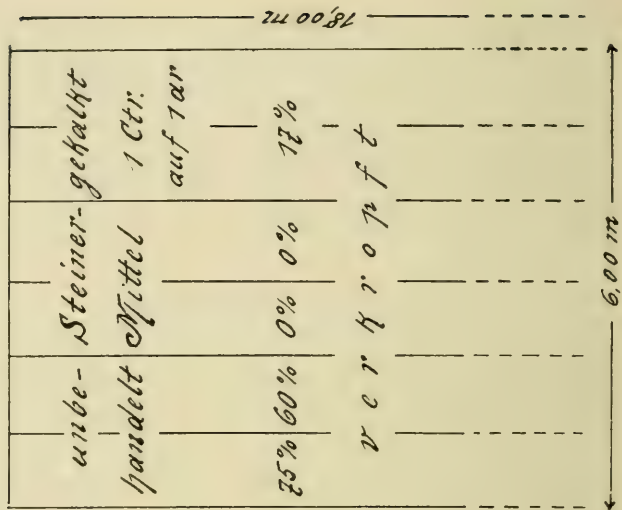 18,00 m
unbe- Steiner- gekalkt
handelt Mittel 1 Ctr.
auf 1 ar
75% 60% 0% 0% 17%
verkropft
6,00 m